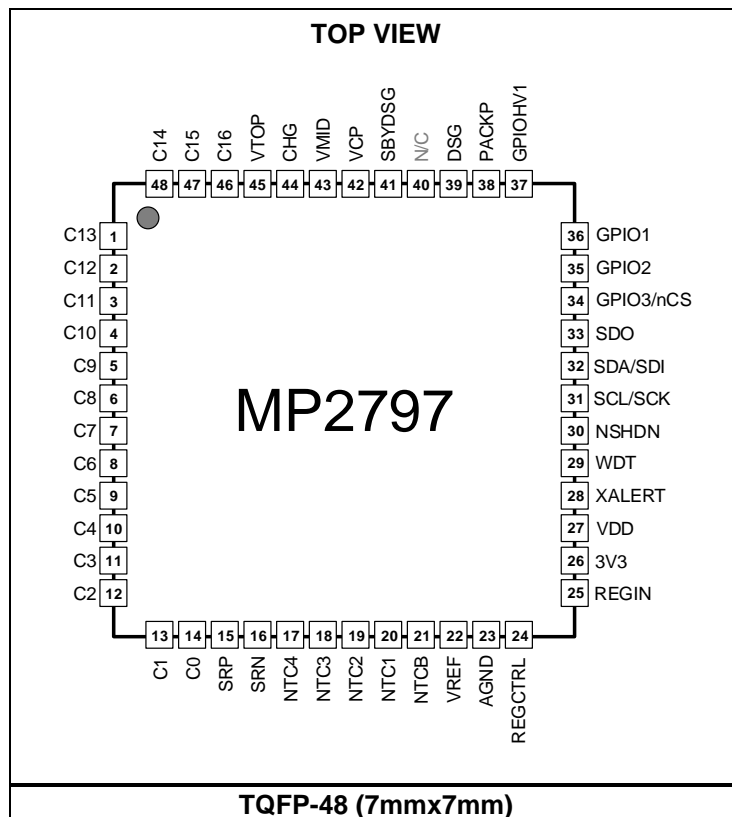 TOP VIEW
C14 C15 C16 VTOP CHG VMID VCP SBYDSG N/C DSG PACKP GPIOHV1
48 47 46 45 44 43 42 41 40 39 38 37
C13 1 36 GPIO1
C12 2 35 GPIO2
C11 3 34 GPIO3/nCS
C10 4 33 SDO
C9 5 32 SDA/SDI
C8 6 31 SCL/SCK
C7 7 30 NSHDN
C6 8 29 WDT
C5 9 28 XALERT
C4 10 27 VDD
C3 11 26 3V3
C2 12 25 REGIN
MP2797
13 14 15 16 17 18 19 20 21 22 23 24
C1 C0 SRP SRN NTC4 NTC3 NTC2 NTC1 NTCB VREF AGND REGCTRL
TQFP-48 (7mmx7mm)